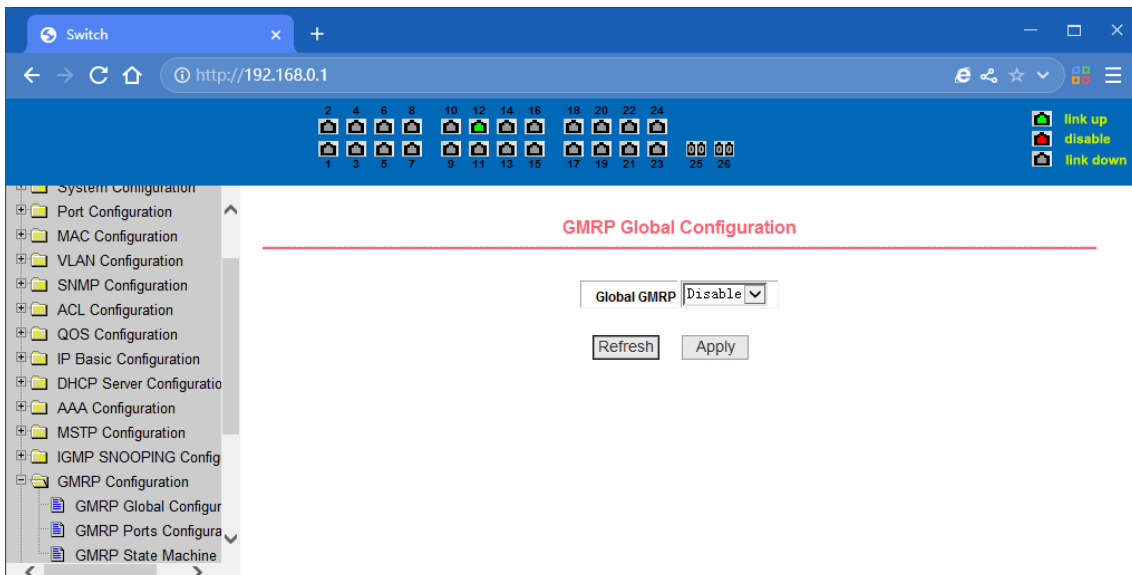 Switch
http://192.168.0.1
2 4 6 8 10 12 14 16 18 20 22 24
1 3 5 7 9 11 13 15 17 19 21 23 25 26
link up
disable
link down
System Configuration
Port Configuration
MAC Configuration
VLAN Configuration
SNMP Configuration
ACL Configuration
QOS Configuration
IP Basic Configuration
DHCP Server Configuratio
AAA Configuration
MSTP Configuration
IGMP SNOOPING Config
GMRP Configuration
GMRP Global Configur
GMRP Ports Configura
GMRP State Machine
GMRP Global Configuration
Global GMRP Disable
Refresh Apply